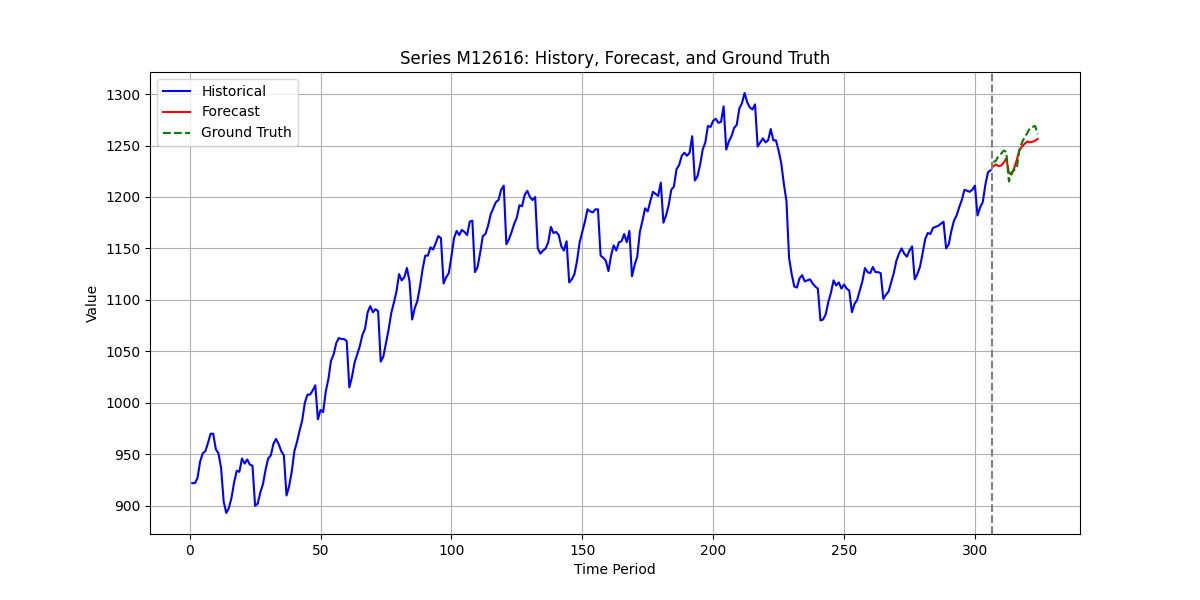 Series M12616: History, Forecast, and Ground Truth
Historical
Forecast
Ground Truth
1300
1250
1200
1150
1100
1050
1000
950
900
Value
0 50 100 150 200 250 300
Time Period